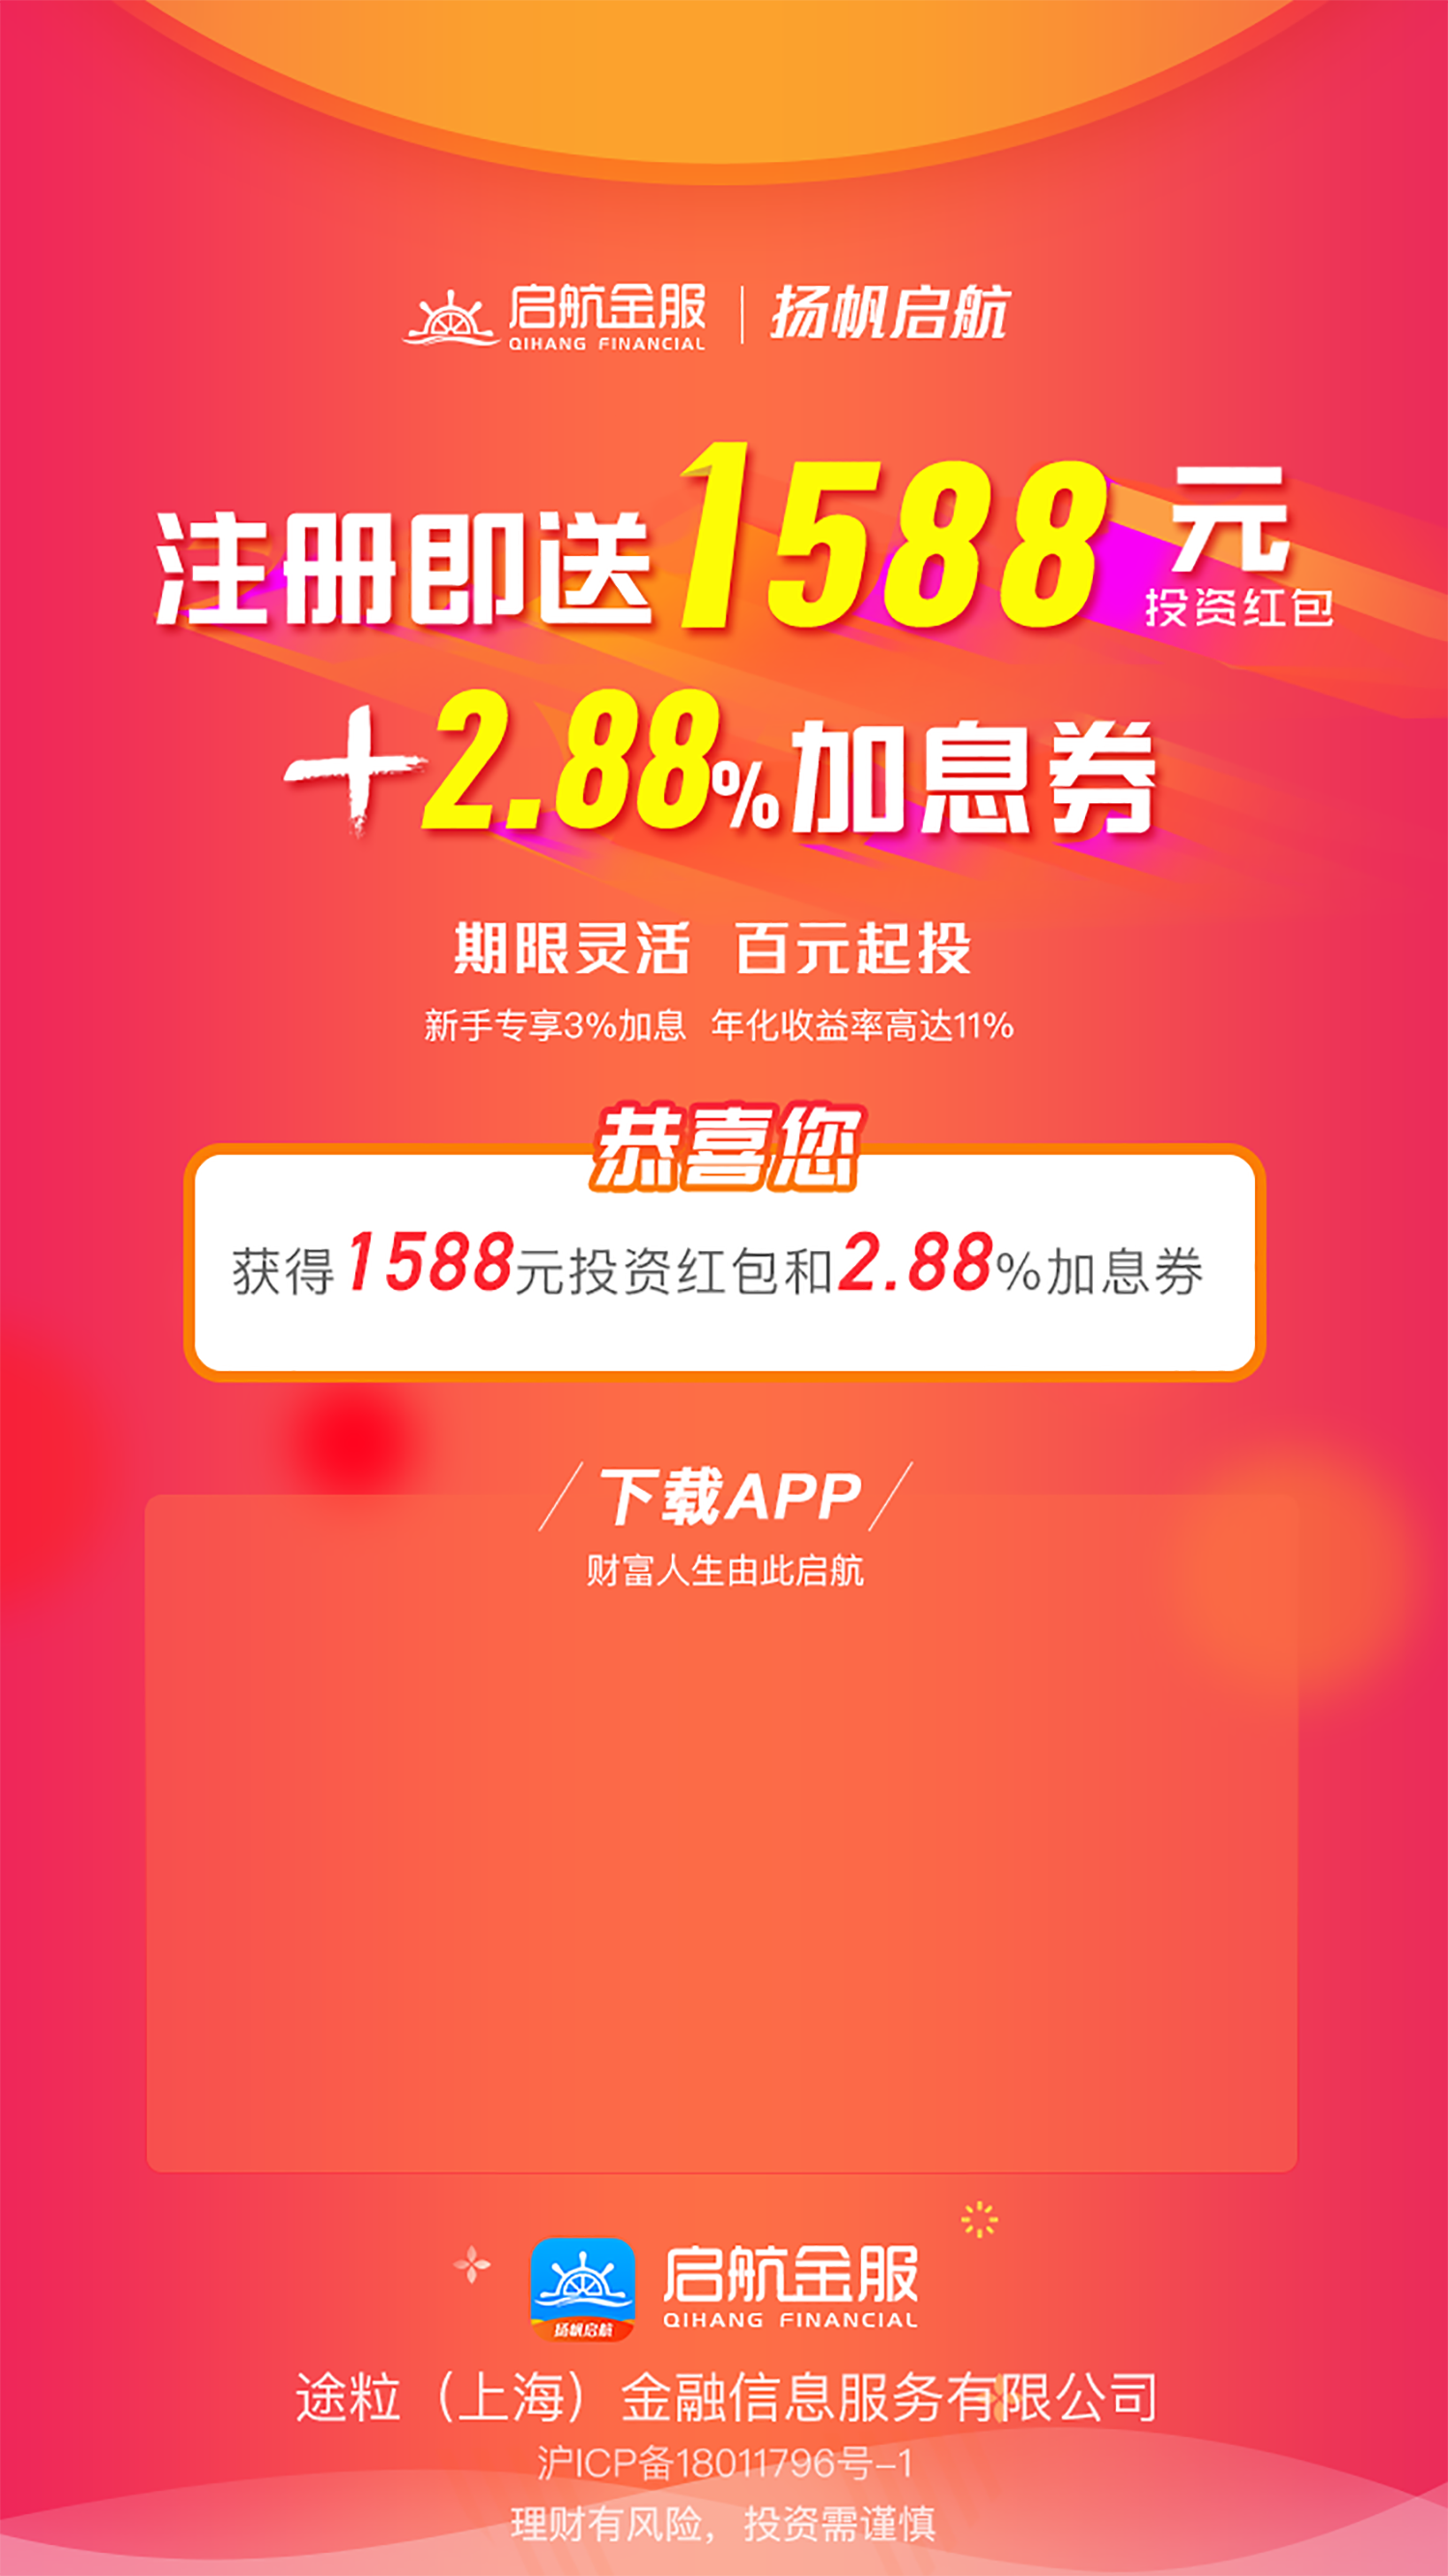 启航金服 扬帆启航
QIHANG FINANCIAL
注册即送1588元
投资红包
+2.88%加息券
期限灵活 百元起投
新手专享3%加息 年化收益率高达11%
恭喜您
获得1588元投资红包和2.88%加息券
下载APP
财富人生由此启航
启航金服
QIHANG FINANCIAL
扬帆启航
途粒（上海）金融信息服务有限公司
沪ICP备18011796号-1
理财有风险，投资需谨慎